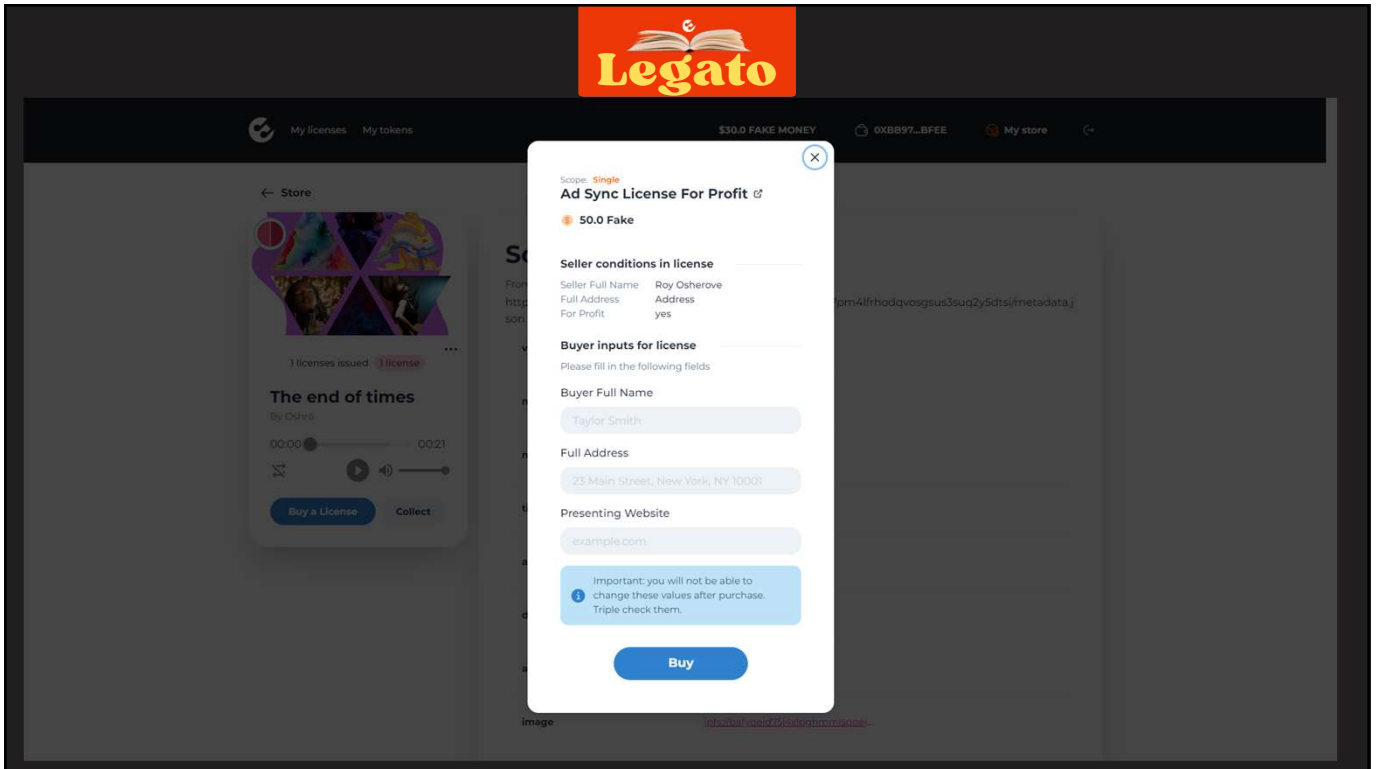 Legato
My licenses My tokens $30.0 FAKE MONEY 0XBB97...BFEE My store
← Store
Scope: Single
Ad Sync License For Profit
50.0 Fake
Seller conditions in license
Seller Full Name Roy Osherove
Full Address Address
For Profit yes
Buyer inputs for license
Please fill in the following fields
Buyer Full Name
Taylor Smith
Full Address
23 Main Street, New York, NY 10001
Presenting Website
example.com
Important: you will not be able to
change these values after purchase.
Triple check them.
Buy
1 licenses issued 1 license
The end of times
By Oshro
00:00 00:21
Buy a License Collect
son
image